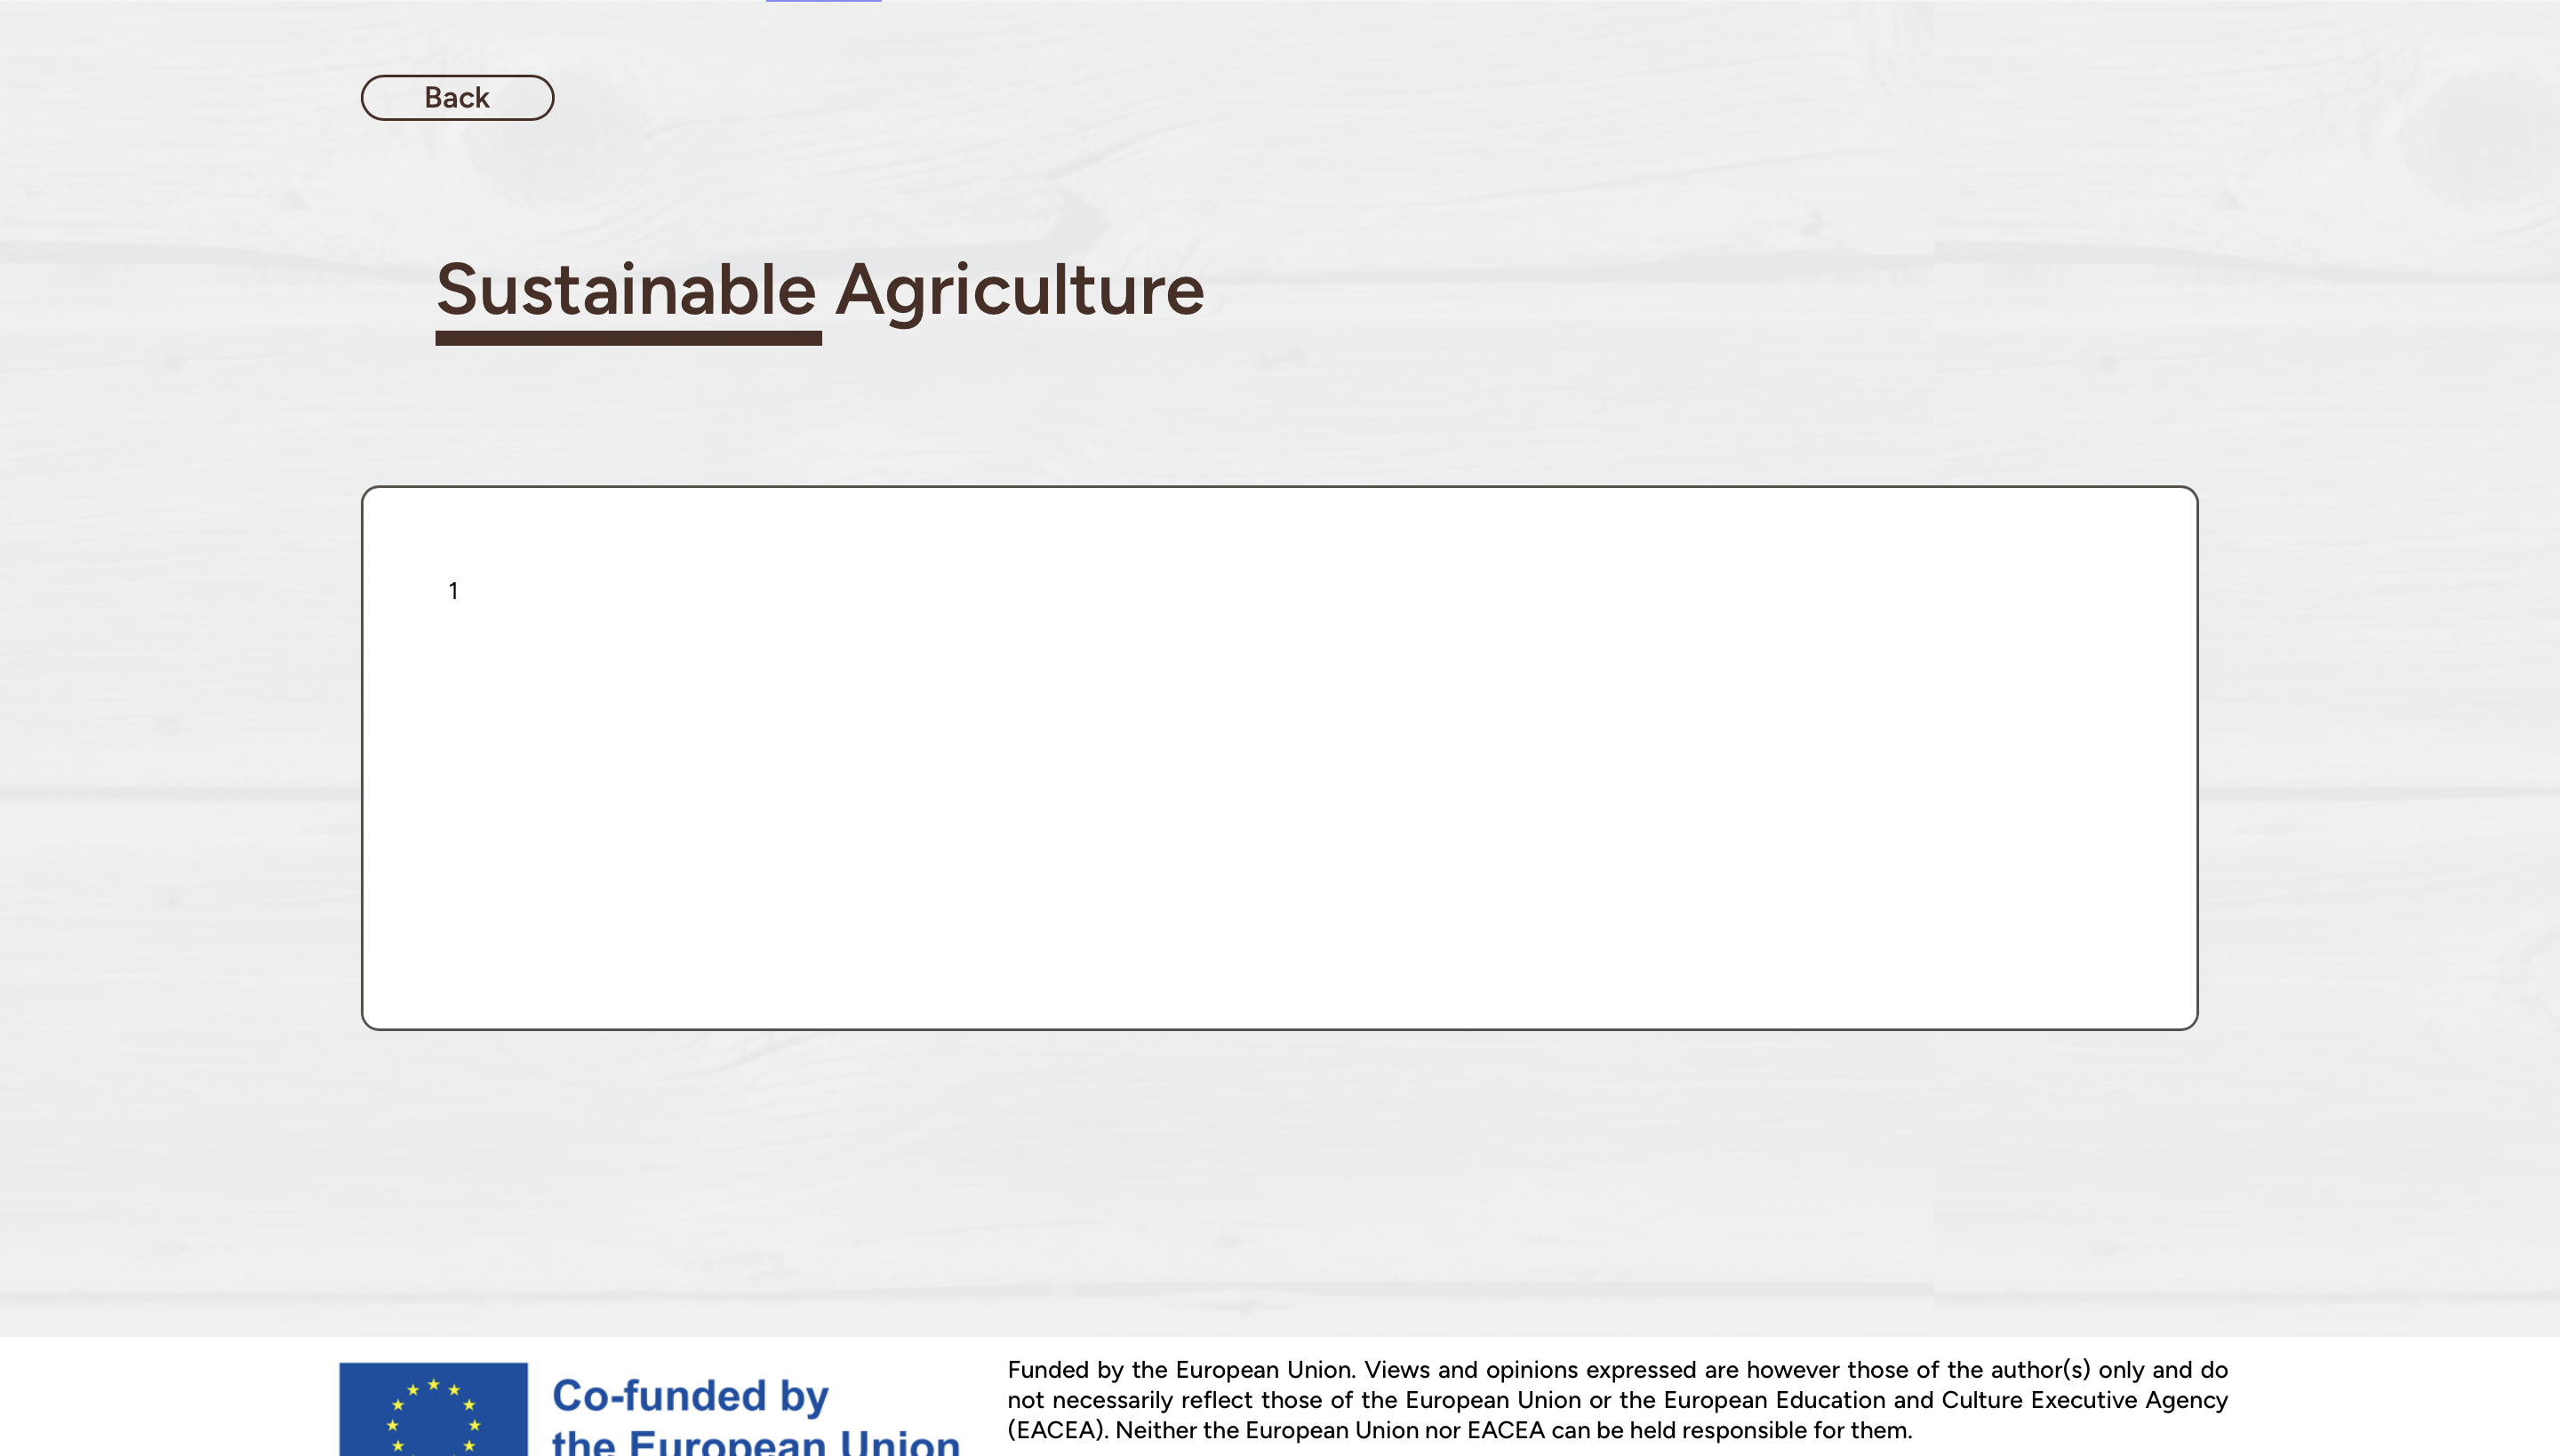 Back
Sustainable Agriculture
1
Co-funded by
the European Union
Funded by the European Union. Views and opinions expressed are however those of the author(s) only and do
not necessarily reflect those of the European Union or the European Education and Culture Executive Agency
(EACEA). Neither the European Union nor EACEA can be held responsible for them.